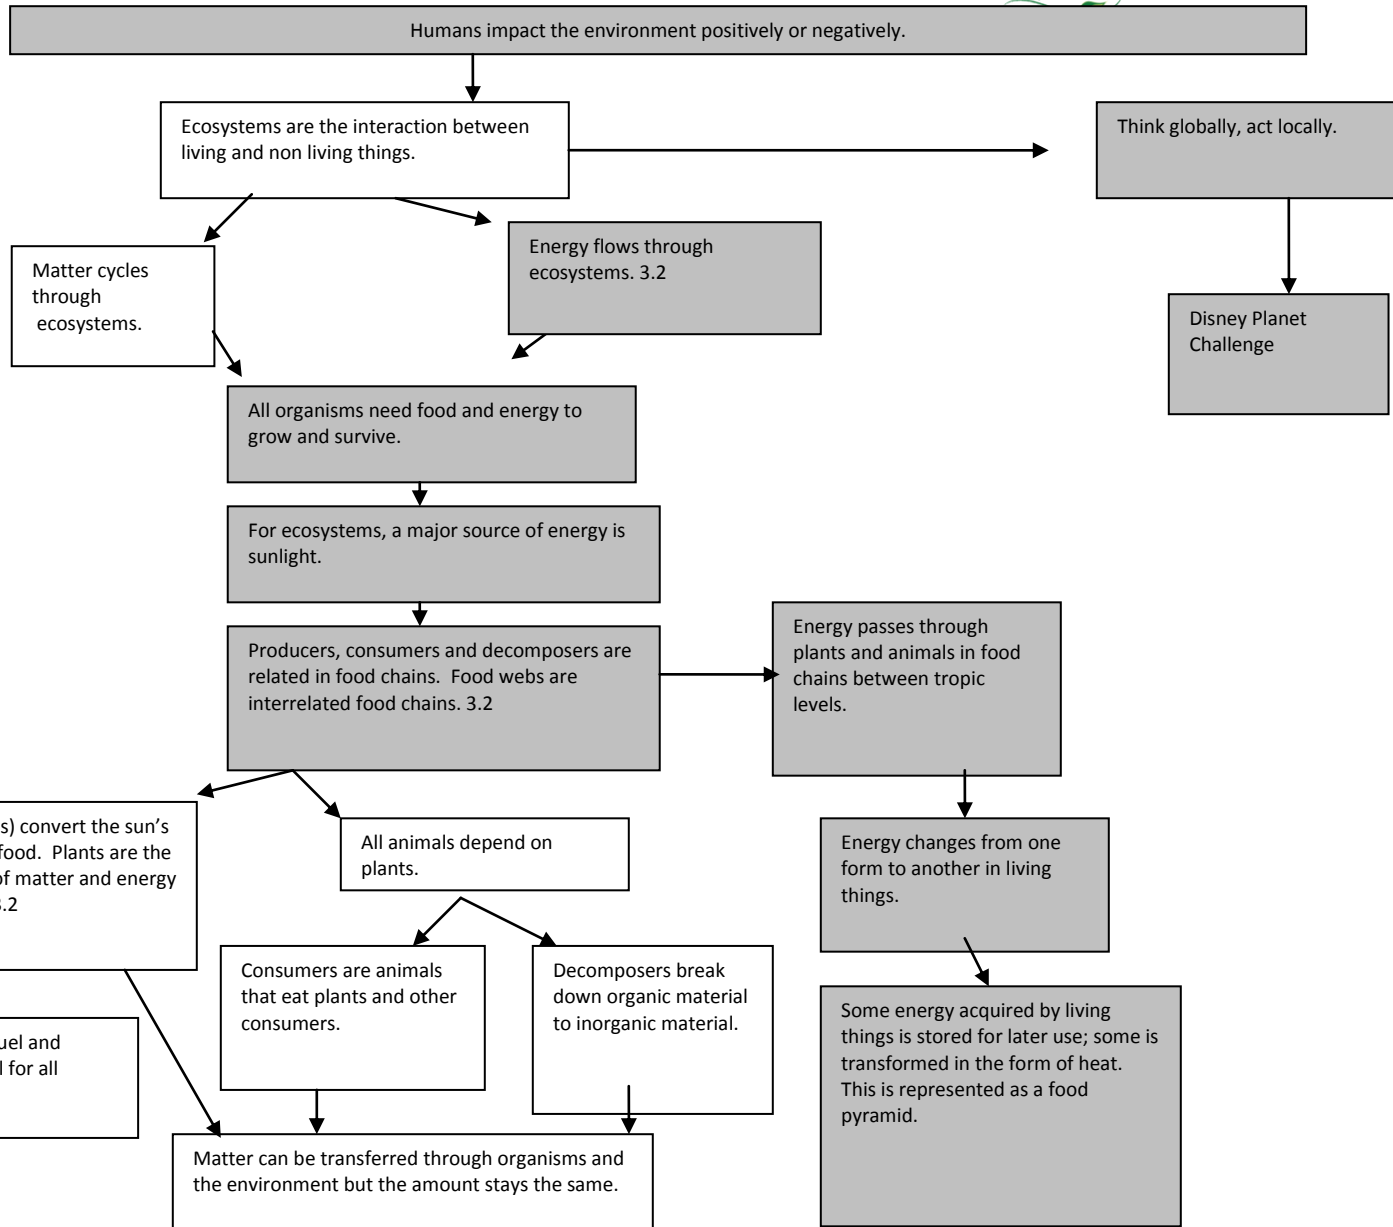 Humans impact the environment positively or negatively.
Ecosystems are the interaction between
living and non living things.
Think globally, act locally.
Matter cycles
through
ecosystems.
Energy flows through
ecosystems. 3.2
Disney Planet
Challenge
All organisms need food and energy to
grow and survive.
For ecosystems, a major source of energy is
sunlight.
Producers, consumers and decomposers are
related in food chains.  Food webs are
interrelated food chains. 3.2
Energy passes through
plants and animals in food
chains between tropic
levels.
s) convert the sun’s
food.  Plants are the
of matter and energy
3.2
All animals depend on
plants.
Energy changes from one
form to another in living
things.
Consumers are animals
that eat plants and other
consumers.
Decomposers break
down organic material
to inorganic material.
Some energy acquired by living
things is stored for later use; some is
transformed in the form of heat.
This is represented as a food
pyramid.
uel and
l for all
Matter can be transferred through organisms and
the environment but the amount stays the same.